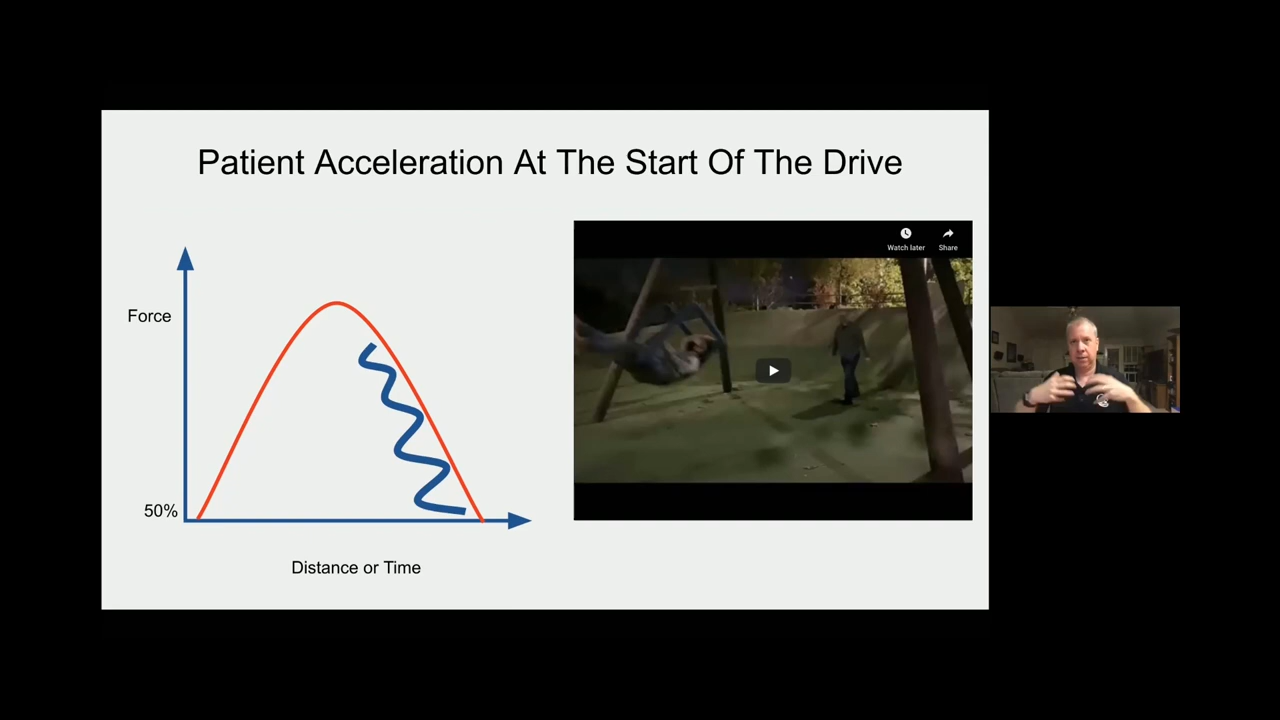 Patient Acceleration At The Start Of The Drive
Watch later
Share
Force
50%
Distance or Time